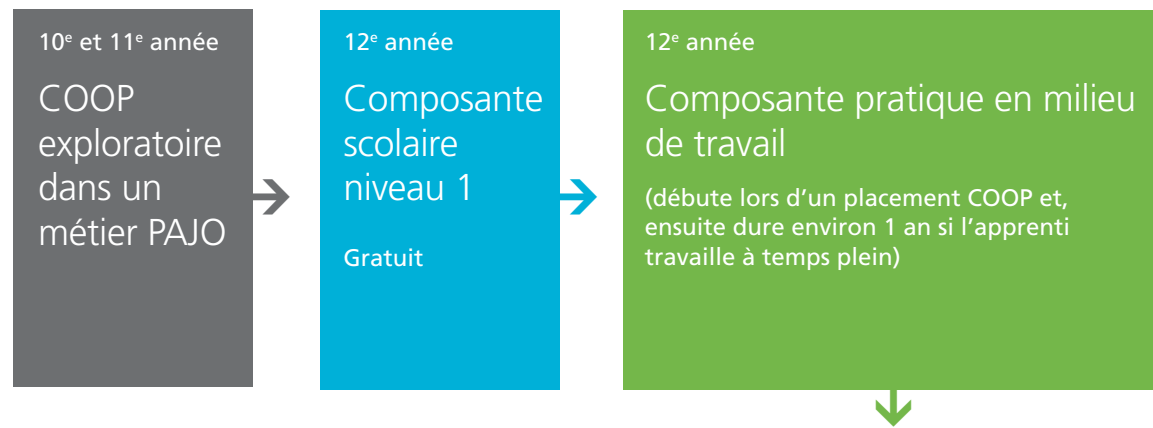 10e et 11e année
COOP
exploratoire
dans un
métier PAJO
12e année
Composante
scolaire
niveau 1
Gratuit
12e année
Composante pratique en milieu
de travail
(débute lors d’un placement COOP et,
ensuite dure environ 1 an si l’apprenti
travaille à temps plein)